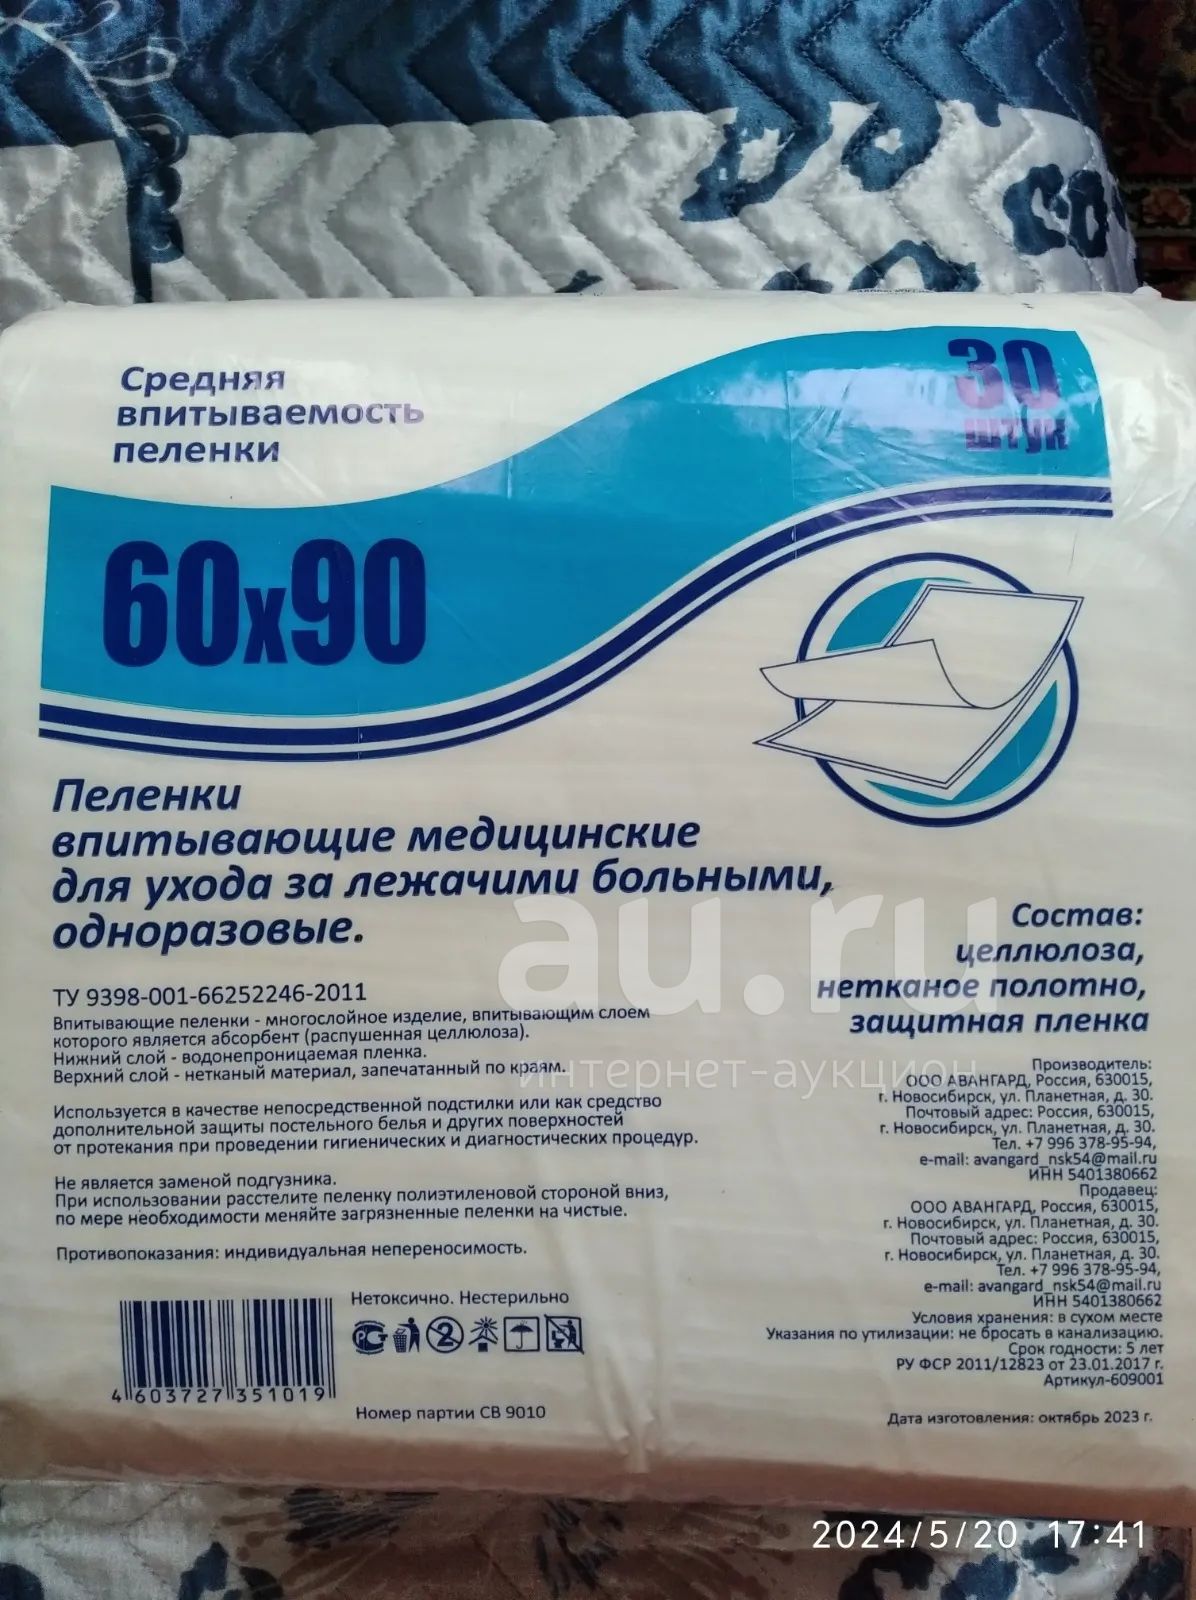 Средняя
впитываемость
пеленки
30
штук
60х90
Пеленки
впитывающие медицинские
для ухода за лежачими больными,
одноразовые.
ТУ 9398-001-66252246-2011
Впитывающие пеленки - многослойное изделие, впитывающим слоем
которого является абсорбент (распушенная целлюлоза).
Нижний слой - водонепроницаемая пленка.
Верхний слой - нетканый материал, запечатанный по краям.
Используется в качестве непосредственной подстилки или как средство
дополнительной защиты постельного белья и других поверхностей
от протекания при проведении гигиенических и диагностических процедур.
Не является заменой подгузника.
При использовании расстелите пеленку полиэтиленовой стороной вниз,
по мере необходимости меняйте загрязненные пеленки на чистые.
Противопоказания: индивидуальная непереносимость.
Нетоксично. Нестерильно
4 603727 351019
Номер партии СВ 9010
Состав:
целлюлоза,
нетканое полотно,
защитная пленка
Производитель:
ООО АВАНГАРД, Россия, 630015,
г. Новосибирск, ул. Планетная, д. 30.
Почтовый адрес: Россия, 630015,
г. Новосибирск, ул. Планетная, д. 30.
Тел. +7 996 378-95-94,
e-mail: avangard_nsk54@mail.ru
ИНН 5401380662
Продавец:
ООО АВАНГАРД, Россия, 630015,
г. Новосибирск, ул. Планетная, д. 30.
Почтовый адрес: Россия, 630015,
г. Новосибирск, ул. Планетная, д. 30.
Тел. +7 996 378-95-94,
e-mail: avangard_nsk54@mail.ru
ИНН 5401380662
Условия хранения: в сухом месте
Указания по утилизации: не бросать в канализацию.
Срок годности: 5 лет
РУ ФСР 2011/12823 от 23.01.2017 г.
Артикул-609001
Дата изготовления: октябрь 2023 г.
au.ru
интернет-аукцион
2024/5/20 17:41